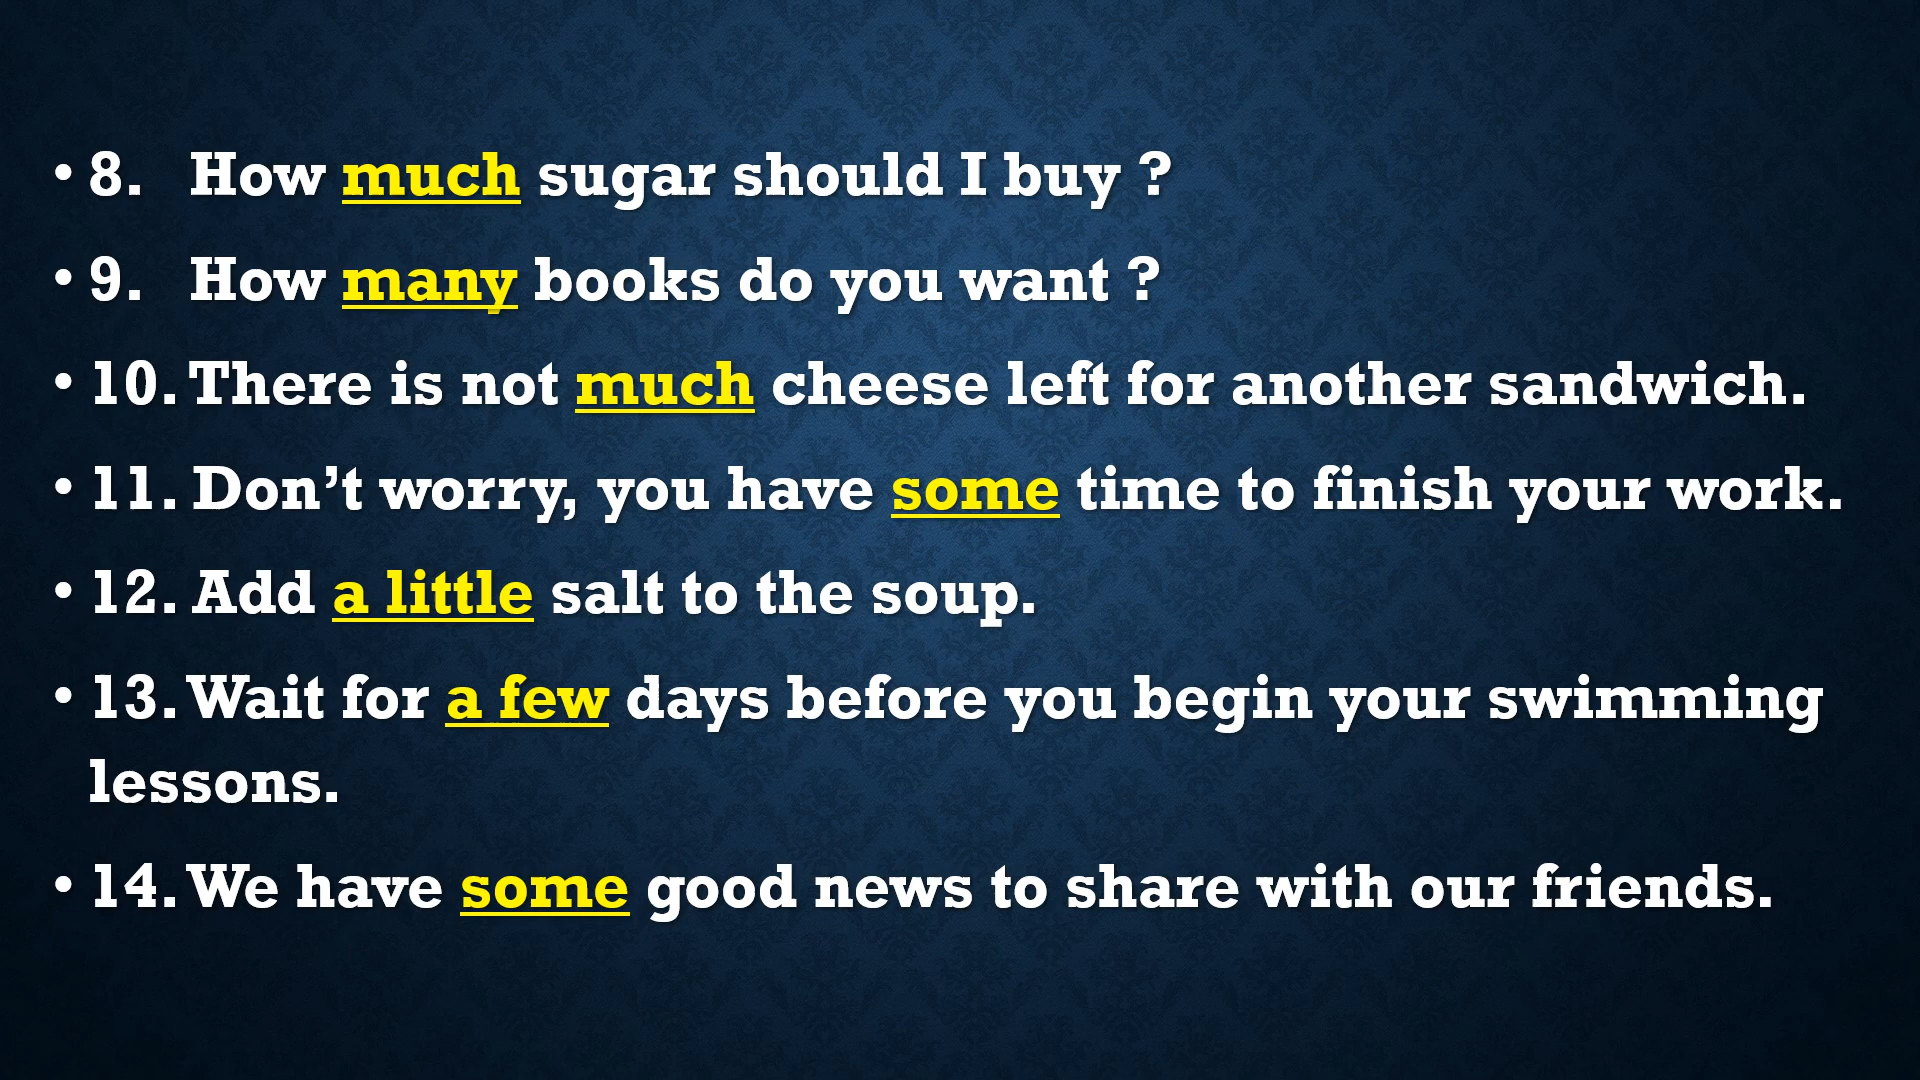 • 8. How much sugar should I buy ?
• 9. How many books do you want ?
• 10. There is not much cheese left for another sandwich.
• 11. Don’t worry, you have some time to finish your work.
• 12. Add a little salt to the soup.
• 13. Wait for a few days before you begin your swimming
lessons.
• 14. We have some good news to share with our friends.